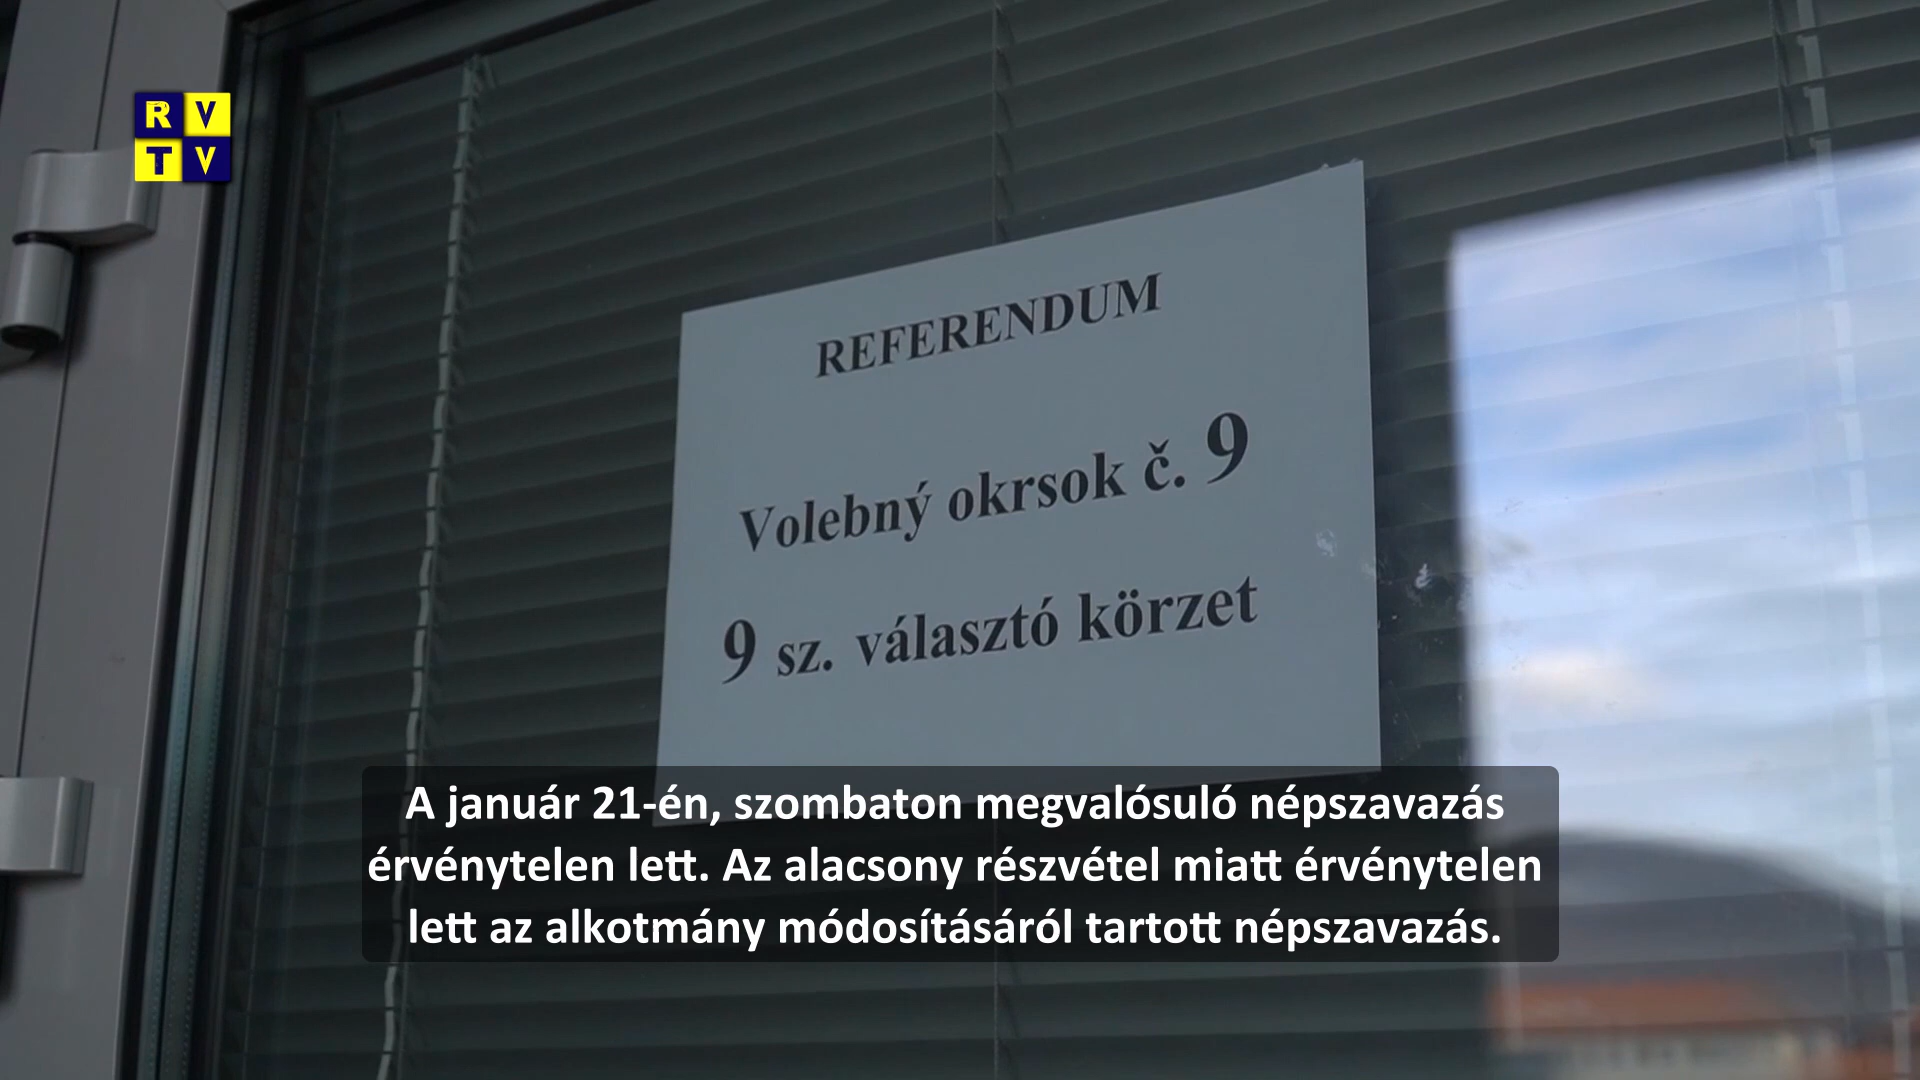 RV
TV
REFERENDUM
Volebný okrsok č. 9
9 sz. választó körzet
A január 21-én, szombaton megvalósuló népszavazás
érvénytelen lett. Az alacsony részvétel miatt érvénytelen
lett az alkotmány módosításáról tartott népszavazás.